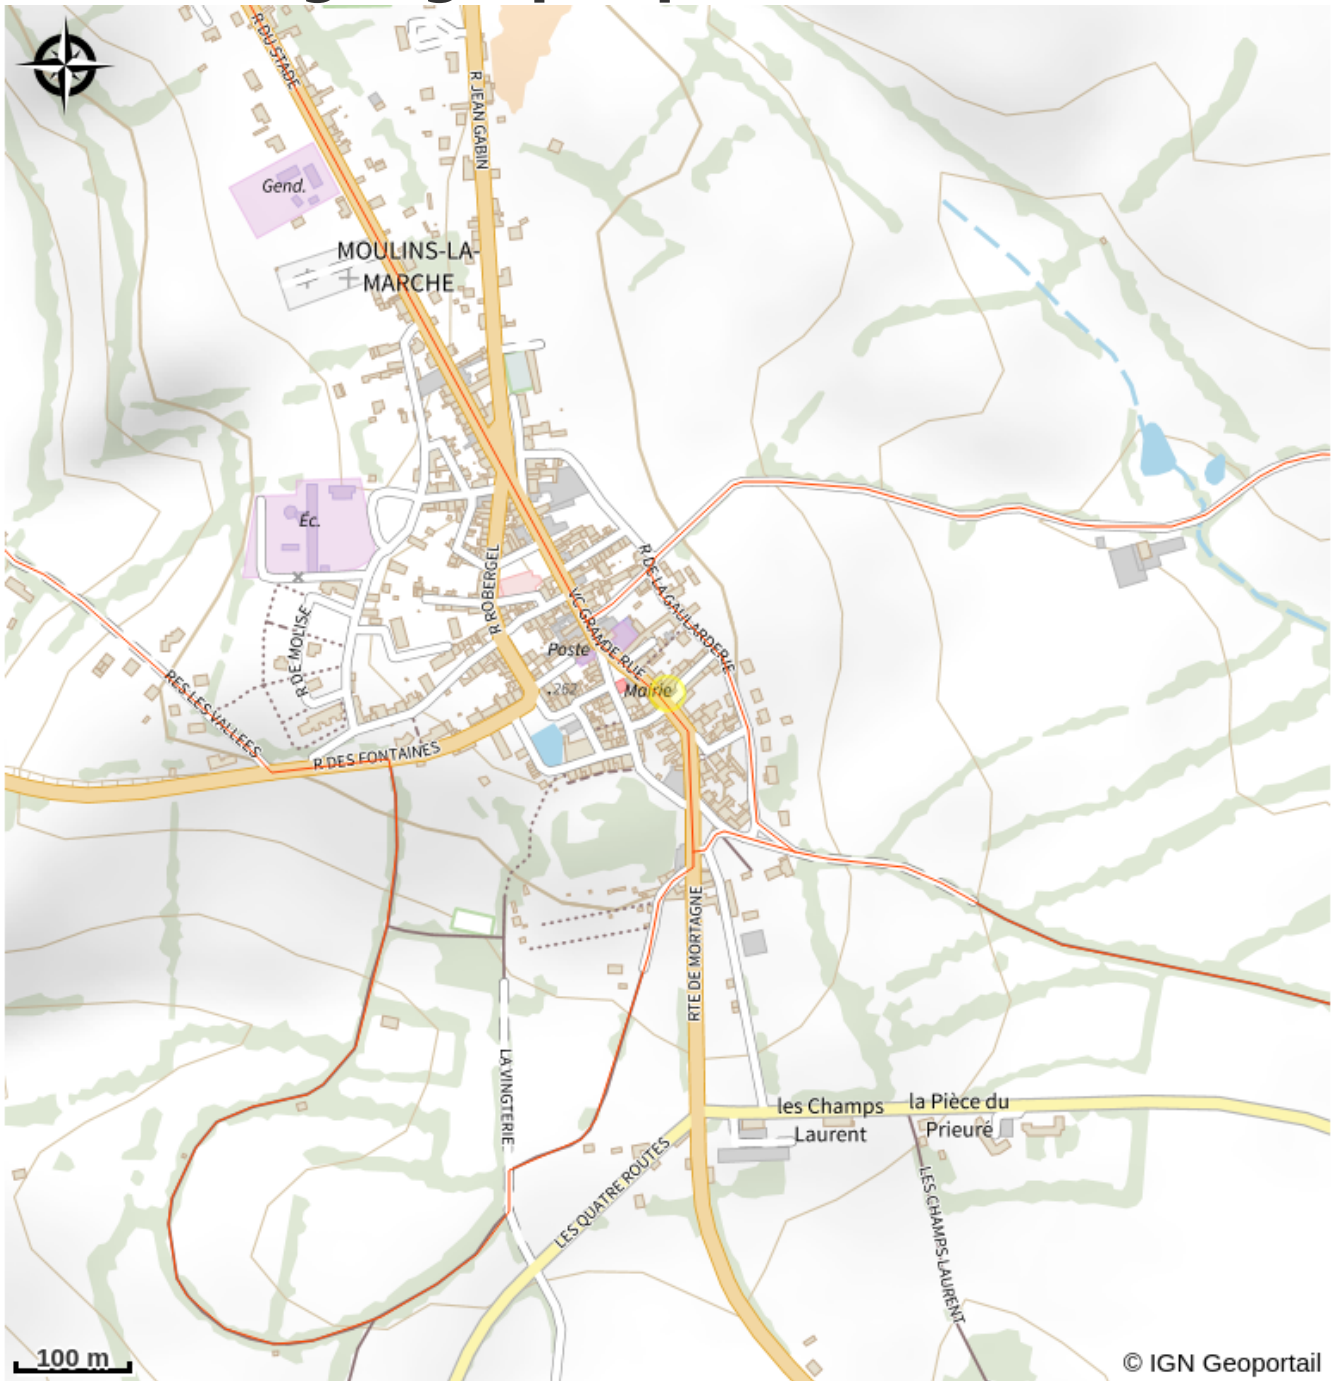 R DU STADE
R JEAN GABIN
Gend.
MOULINS-LA-
MARCHE
Éc.
R ROBERGEL
R DE LA GAULARDERIE
VC GRANDE RUE
R DE MOLISE
Poste
Mairie
262
RES LES VALLEES
R DES FONTAINES
RTE DE MORTAGNE
LA VINGTERIE
les Champs
Laurent
la Pièce du
Prieuré
LES QUATRE ROUTES
LES CHAMPS LAURENT
100 m
© IGN Geoportail